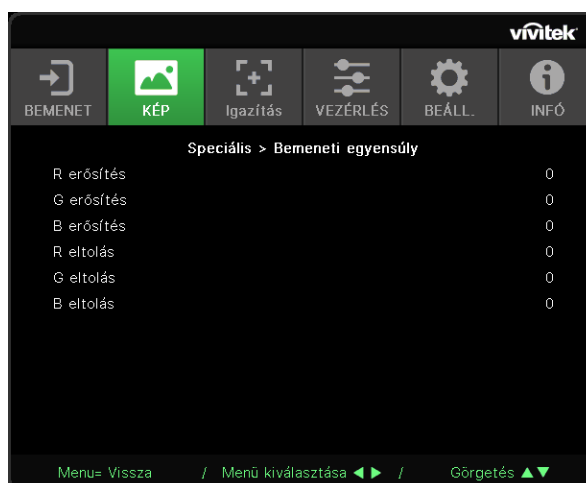 vivitek
BEMENET KÉP Igazítás VEZÉRLÉS BEÁLL. INFÓ
Speciális > Bemeneti egyensúly
R erősítés 0
G erősítés 0
B erősítés 0
R eltolás 0
G eltolás 0
B eltolás 0
Menu= Vissza / Menü kiválasztása ◀ ▶ / Görgetés ▲▼